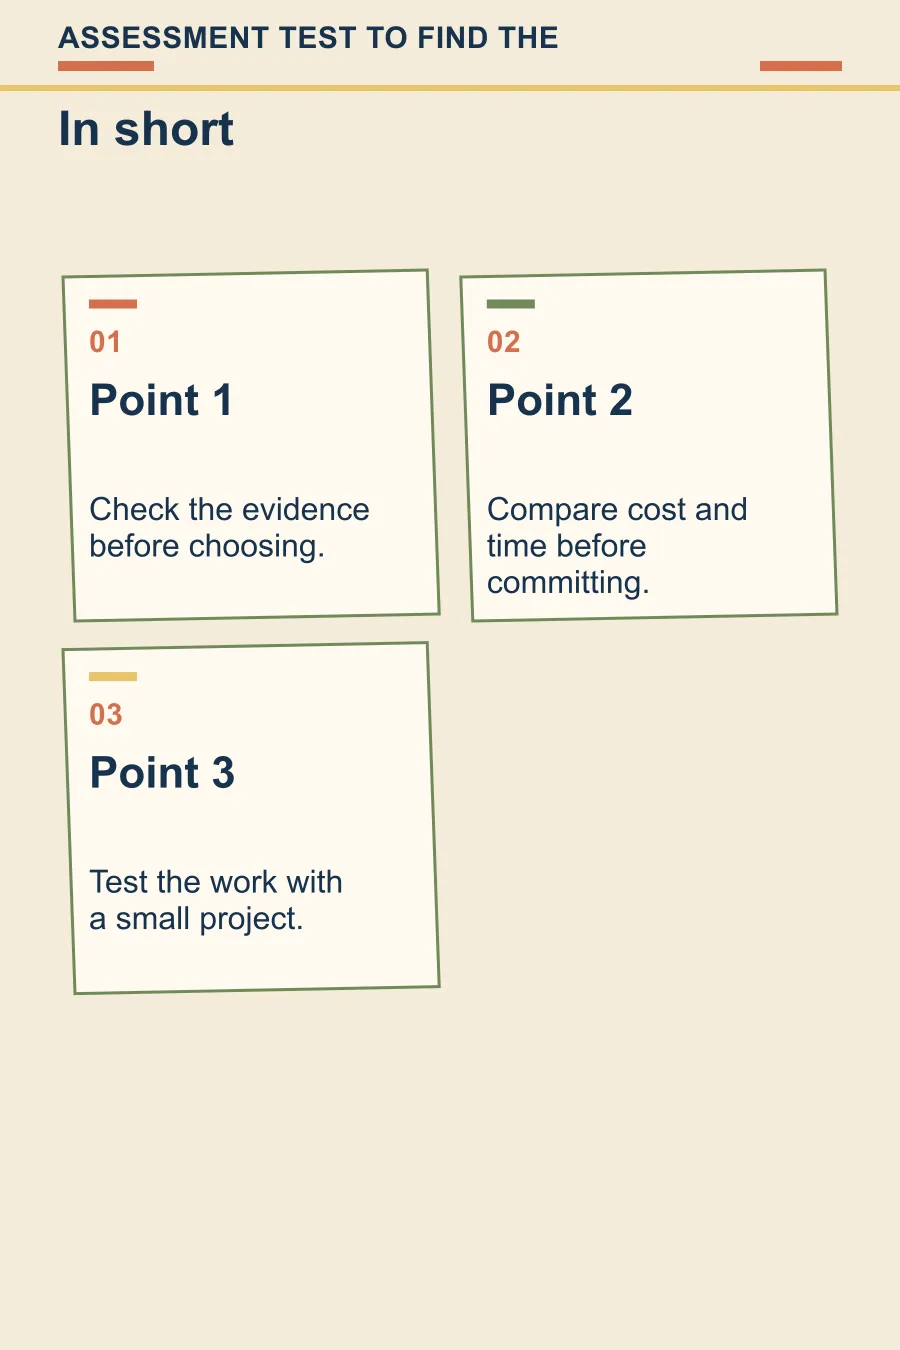 ASSESSMENT TEST TO FIND THE
In short
01
Point 1
Check the evidence
before choosing.
02
Point 2
Compare cost and
time before
committing.
03
Point 3
Test the work with
a small project.